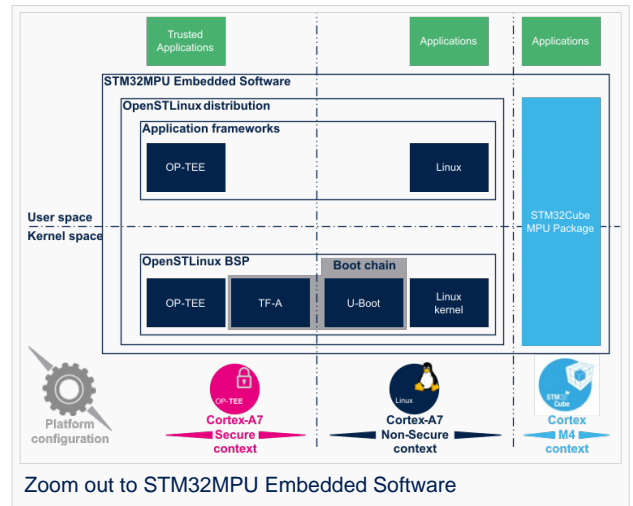 Trusted
Applications
Applications
Applications
STM32MPU Embedded Software
OpenSTLinux distribution
Application frameworks
OP-TEE
Linux
User space
Kernel space
STM32Cube
MPU Package
OpenSTLinux BSP
Boot chain
OP-TEE
TF-A
U-Boot
Linux
kernel
Platform
configuration
OP-TEE
Cortex-A7
Secure
context
Linux
Cortex-A7
Non-Secure
context
STM32
Cube
Cortex
M4
context
Zoom out to STM32MPU Embedded Software